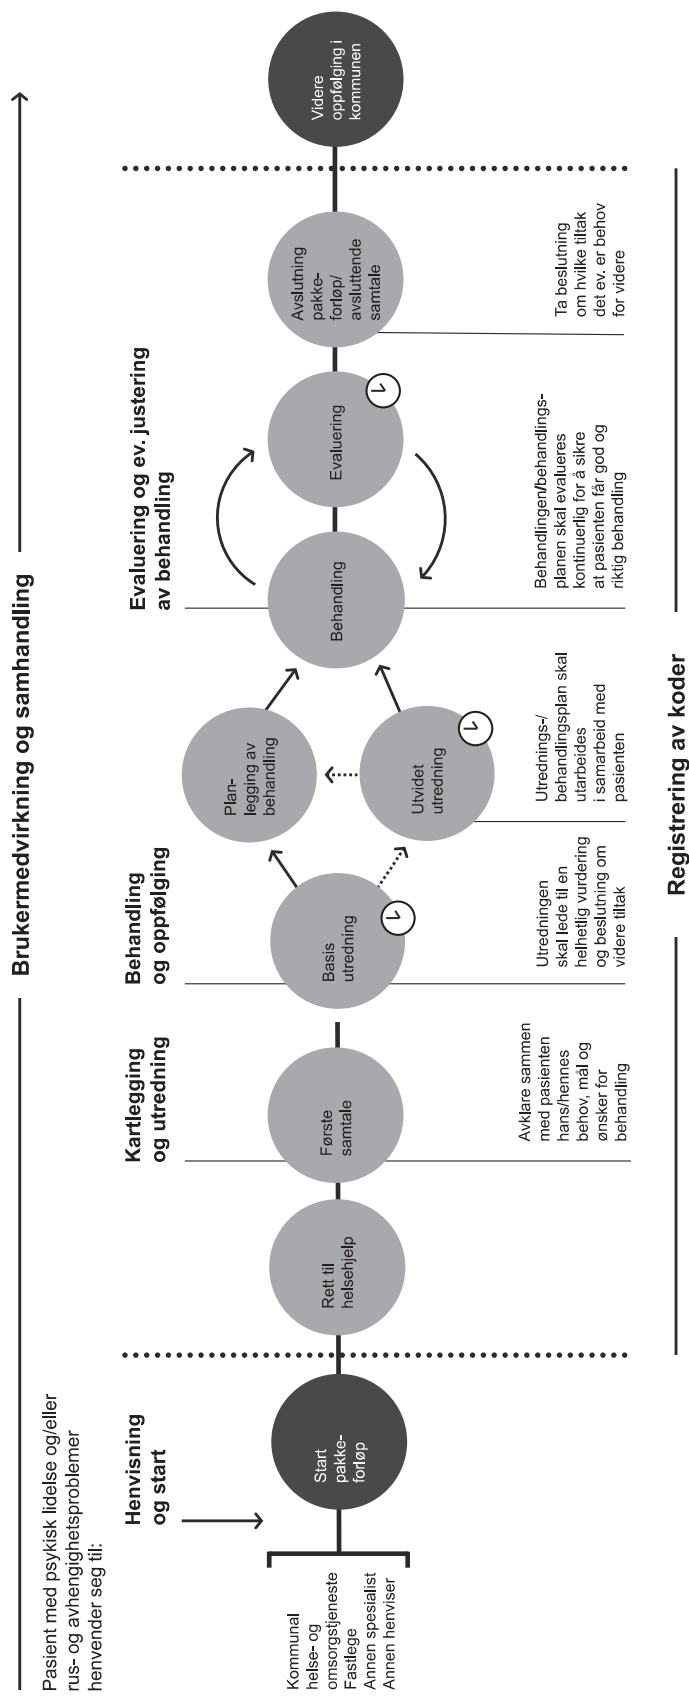 Brukermedvirkning og samhandling
Pasient med psykisk lidelse og/eller
rus- og avhengighetsproblemer
henvender seg til:
Kommunal
helse- og
omsorgstjeneste
Fastlege
Annen spesialist
Annen henviser
Henvisning
og start
Start
pakke-
forløp
Rett til
helsehjelp
Kartlegging
og utredning
Første
samtale
Avklare sammen
med pasienten
hans/hennes
behov, mål og
ønsker for
behandling
Behandling
og oppfølging
Basis
utredning
Utredningen
skal lede til en
helhetlig vurdering
og beslutning om
videre tiltak
Plan-
legging av
behandling
Utvidet
utredning
Utrednings-/
behandlingsplan skal
utarbeides
i samarbeid med
pasienten
Evaluering og ev. justering
av behandling
Behandling
Evaluering
Behandlingen/behandlings-
planen skal evalueres
kontinuerlig for å sikre
at pasienten får god og
riktig behandling
Avslutning
pakke-
forløp/
avsluttende
samtale
Ta beslutning
om hvilke tiltak
det ev. er behov
for videre
Videre
oppfølging i
kommunen
Registrering av koder